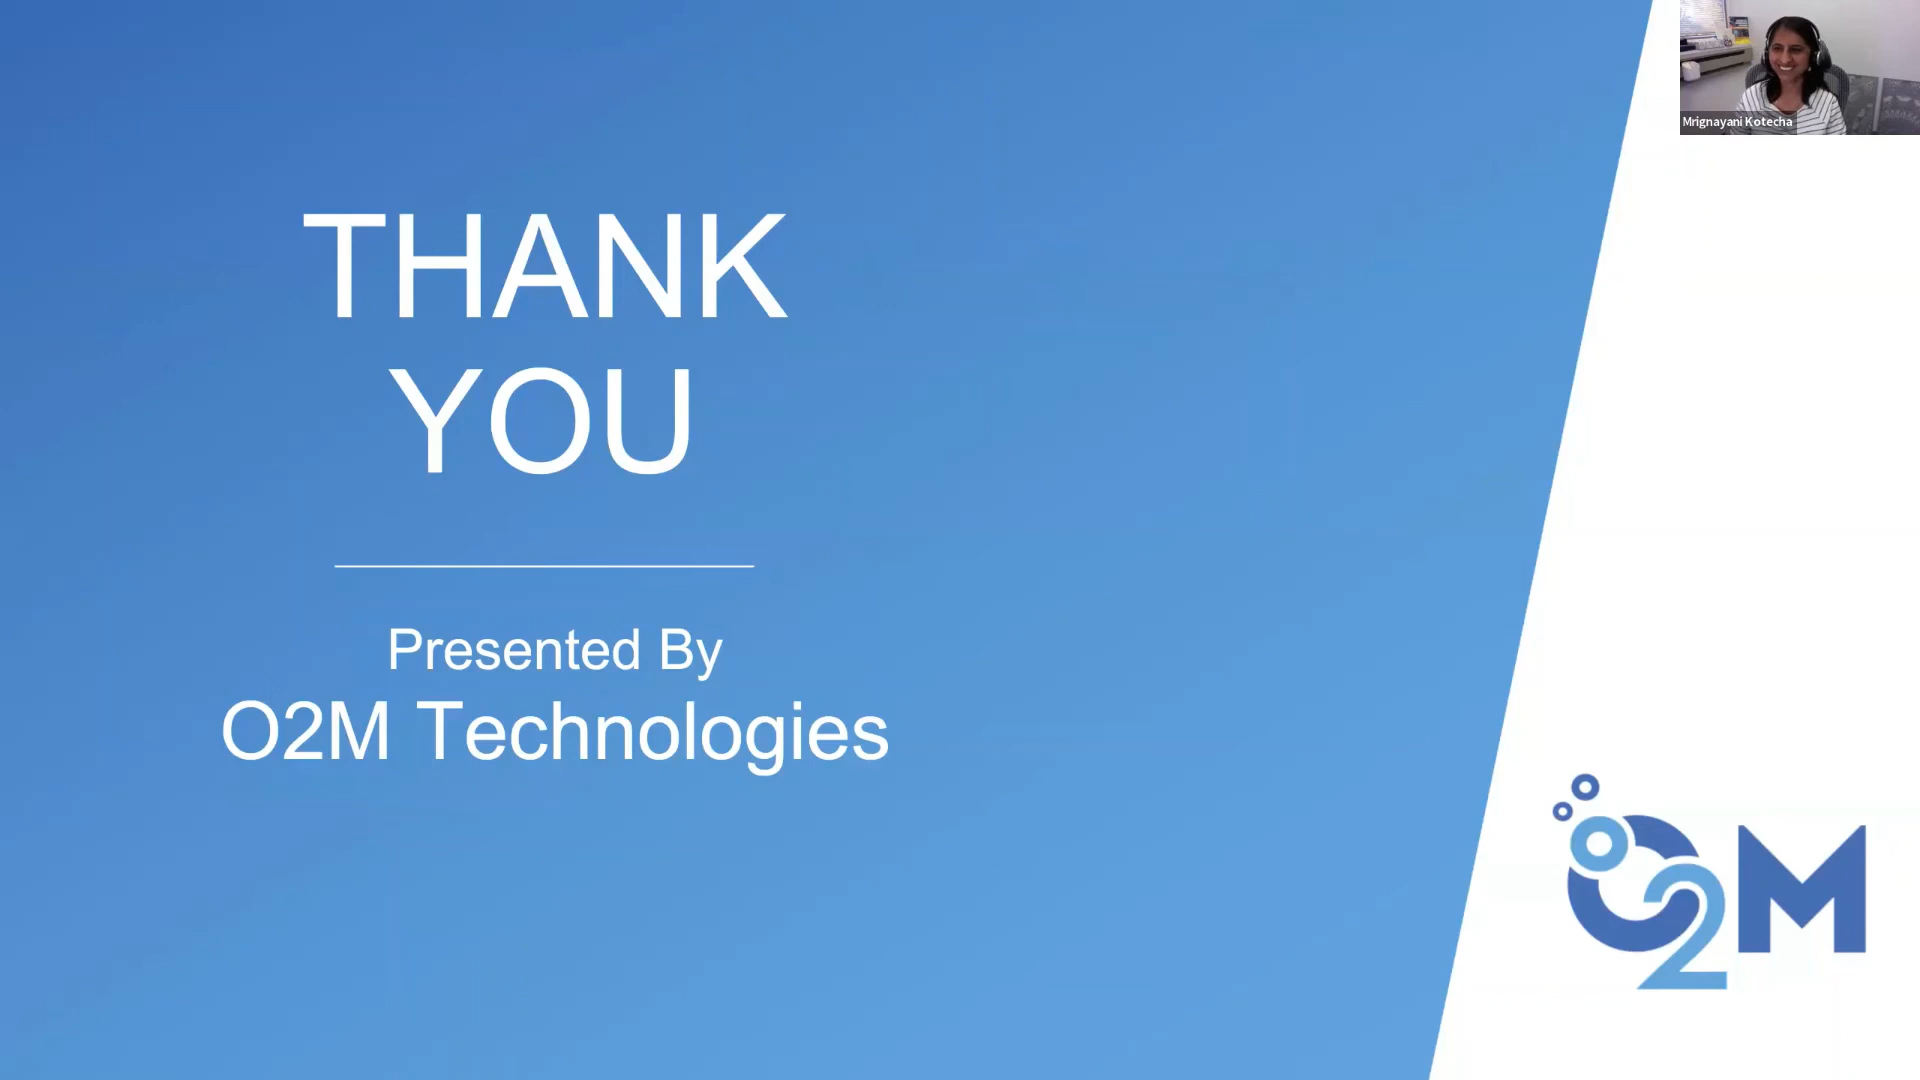 THANK
YOU
Presented By
O2M Technologies
Mrignayani Kotecha
O2M